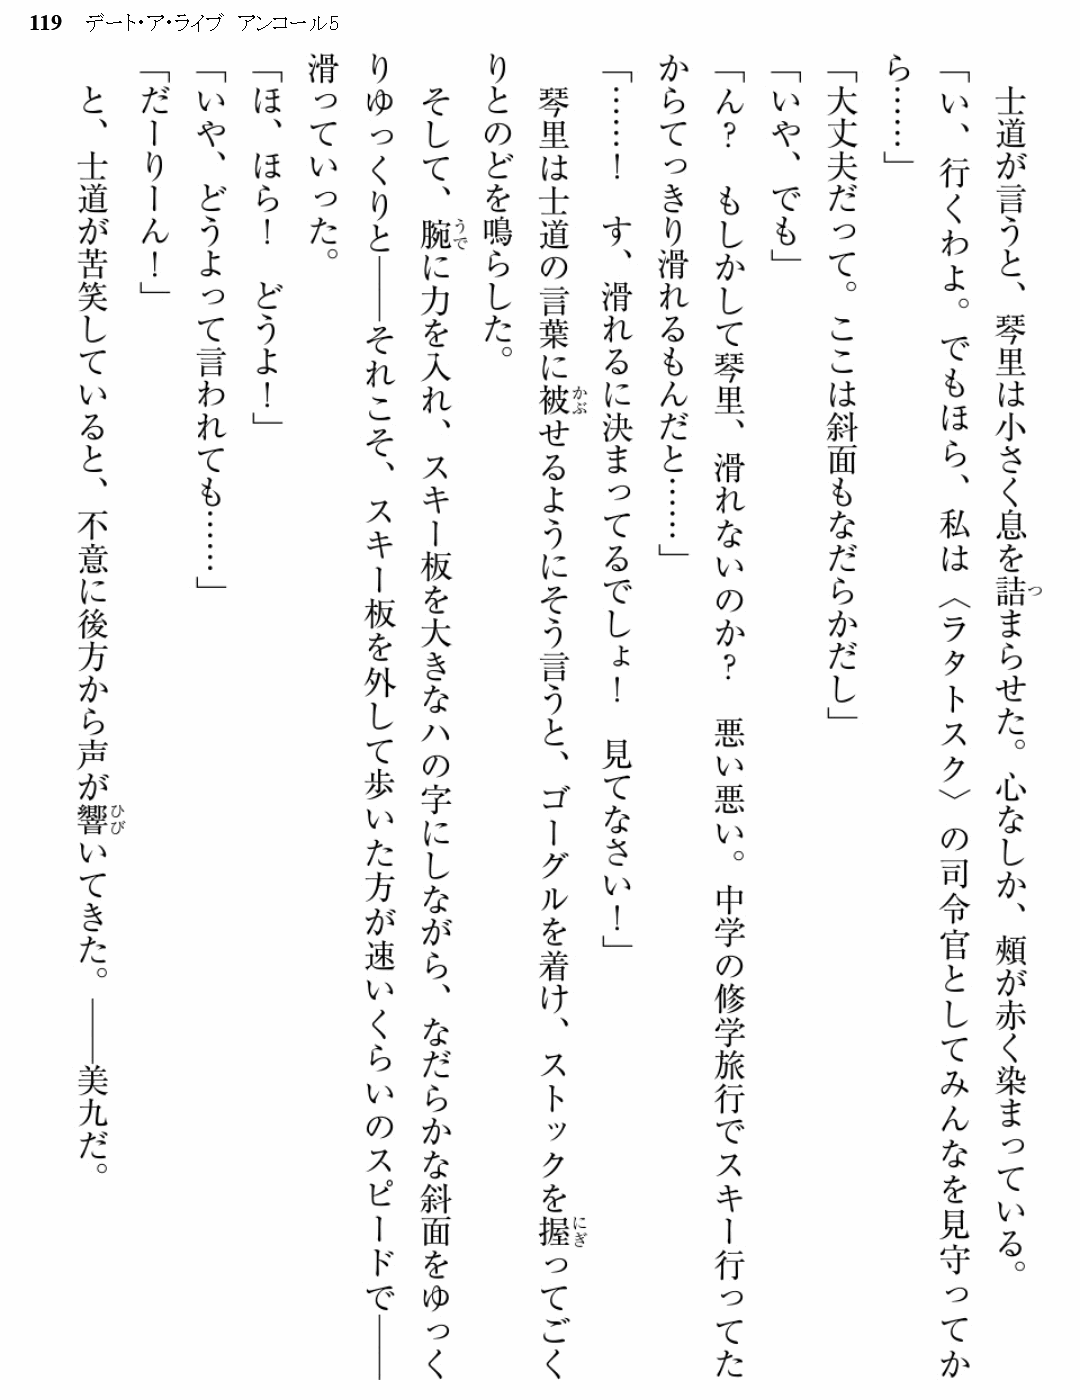 119 デート・ア・ライブ アンコール5
　士道が言うと、琴里は小さく息を詰まらせた。心なしか、頬が赤く染まっている。
「い、行くわよ。でもほら、私は〈ラタトスク〉の司令官としてみんなを見守ってか
ら……」
「大丈夫だって。ここは斜面もなだらかだし」
「いや、でも」
「ん？　もしかして琴里、滑れないのか？　悪い悪い。中学の修学旅行でスキー行ってた
からてっきり滑れるもんだと……」
「……！　す、滑れるに決まってるでしょ！　見てなさい！」
　琴里は士道の言葉に被せるようにそう言うと、ゴーグルを着け、ストックを握ってごく
りとのどを鳴らした。
　そして、腕に力を入れ、スキー板を大きなハの字にしながら、なだらかな斜面をゆっく
りゆっくりと――それこそ、スキー板を外して歩いた方が速いくらいのスピードで――
滑っていった。
「ほ、ほら！　どうよ！」
「いや、どうよって言われても……」
「だーりーん！」
　と、士道が苦笑していると、不意に後方から声が響いてきた。――美九だ。